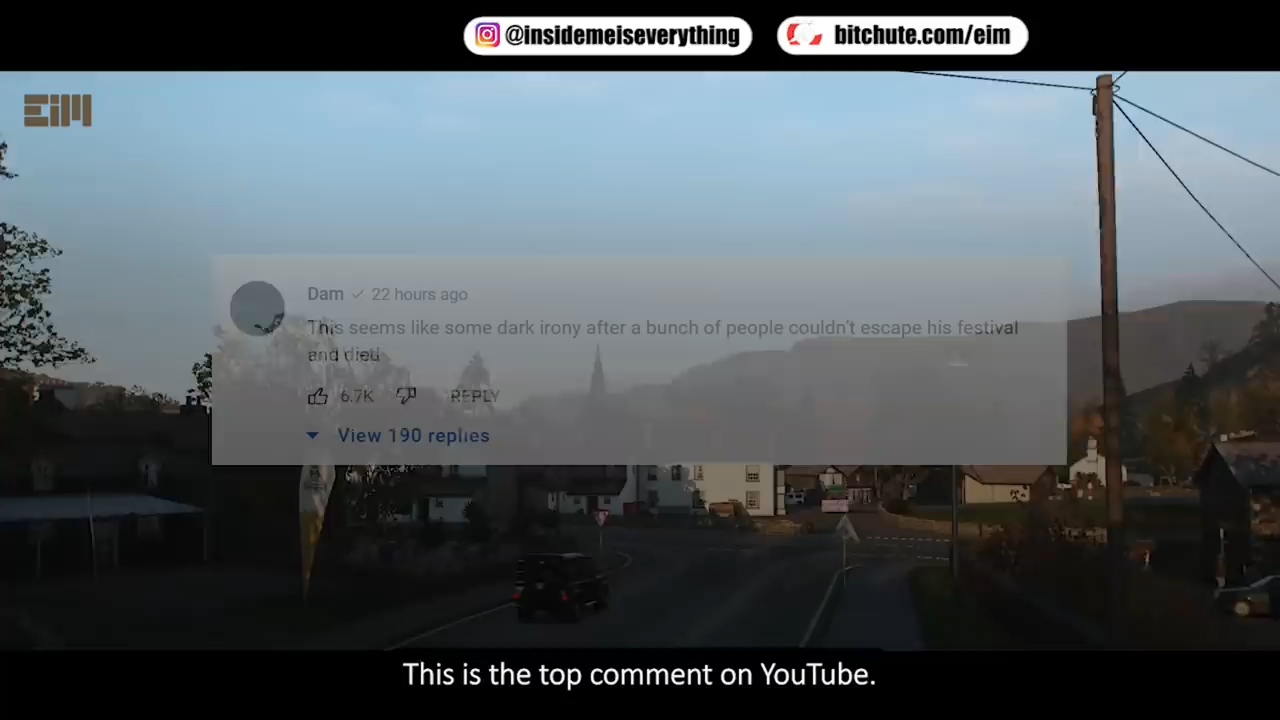 @insidemeiseverything bitchute.com/eim
EiM
Dam ✓ 22 hours ago
This seems like some dark irony after a bunch of people couldn't escape his festival
and died
6.7K REPLY
View 190 replies
This is the top comment on YouTube.